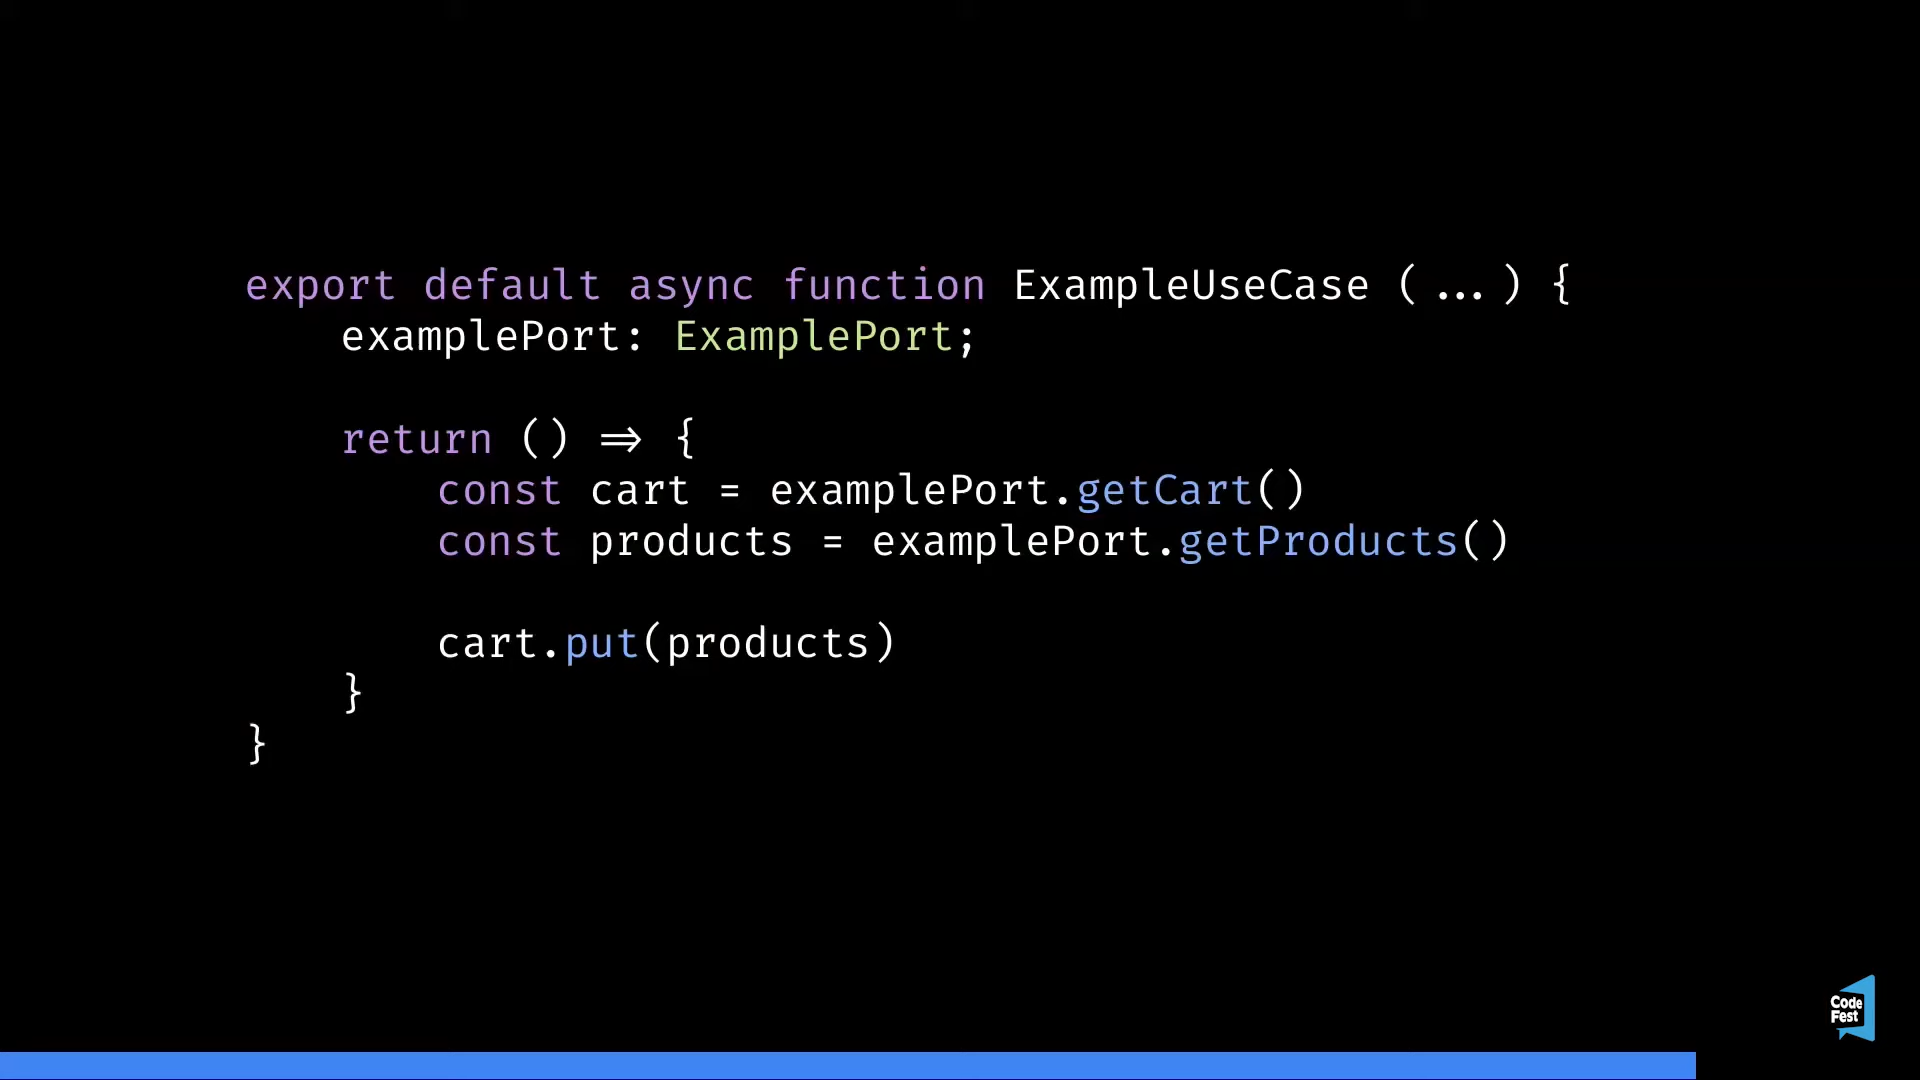 export default async function ExampleUseCase (...) {
    examplePort: ExamplePort;
    return () => {
        const cart = examplePort.getCart()
        const products = examplePort.getProducts()
        cart.put(products)
    }
}
Code
Fest